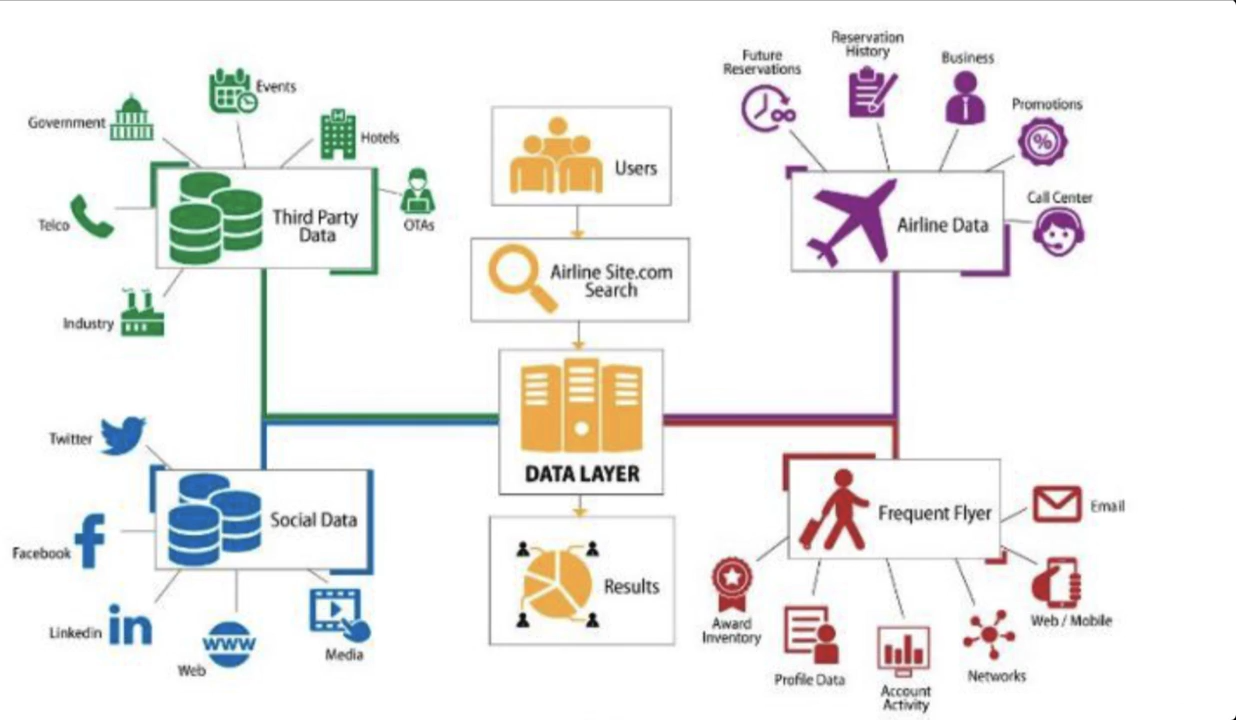 Government
Events
Hotels
Telco
OTAs
Industry
Third Party
Data
Users
Airline Site.com
Search
DATA LAYER
Results
Future
Reservations
Reservation
History
Business
Promotions
%
Call Center
Airline Data
Twitter
Facebook
f
Linkedin
in
Web
WWW
Media
Social Data
Frequent Flyer
Email
Web / Mobile
Networks
Account
Activity
Profile Data
Award
Inventory
H